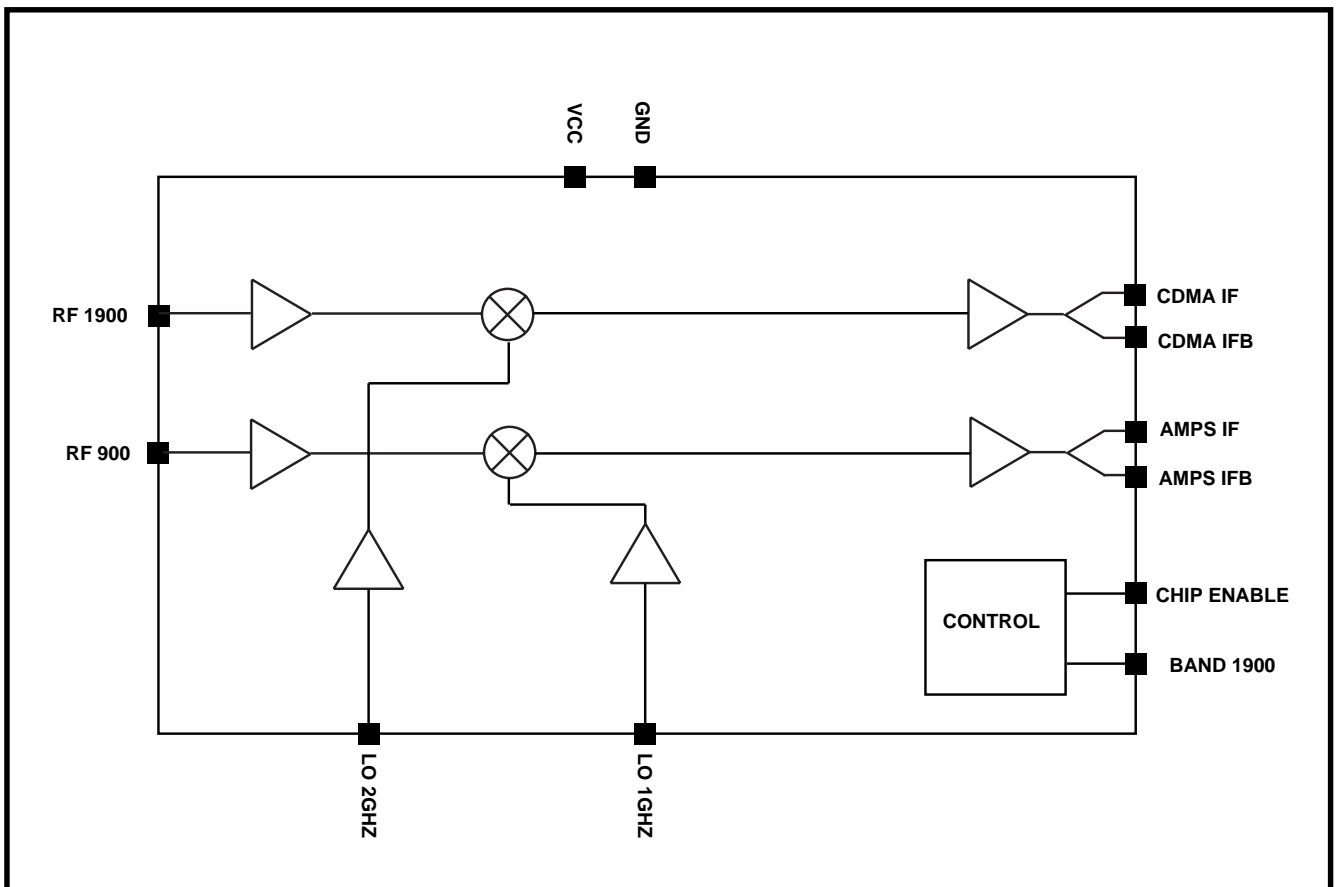 VCC
GND
RF 1900
CDMA IF
CDMA IFB
RF 900
AMPS IF
AMPS IFB
CONTROL
CHIP ENABLE
BAND 1900
LO 2GHZ
LO 1GHZ